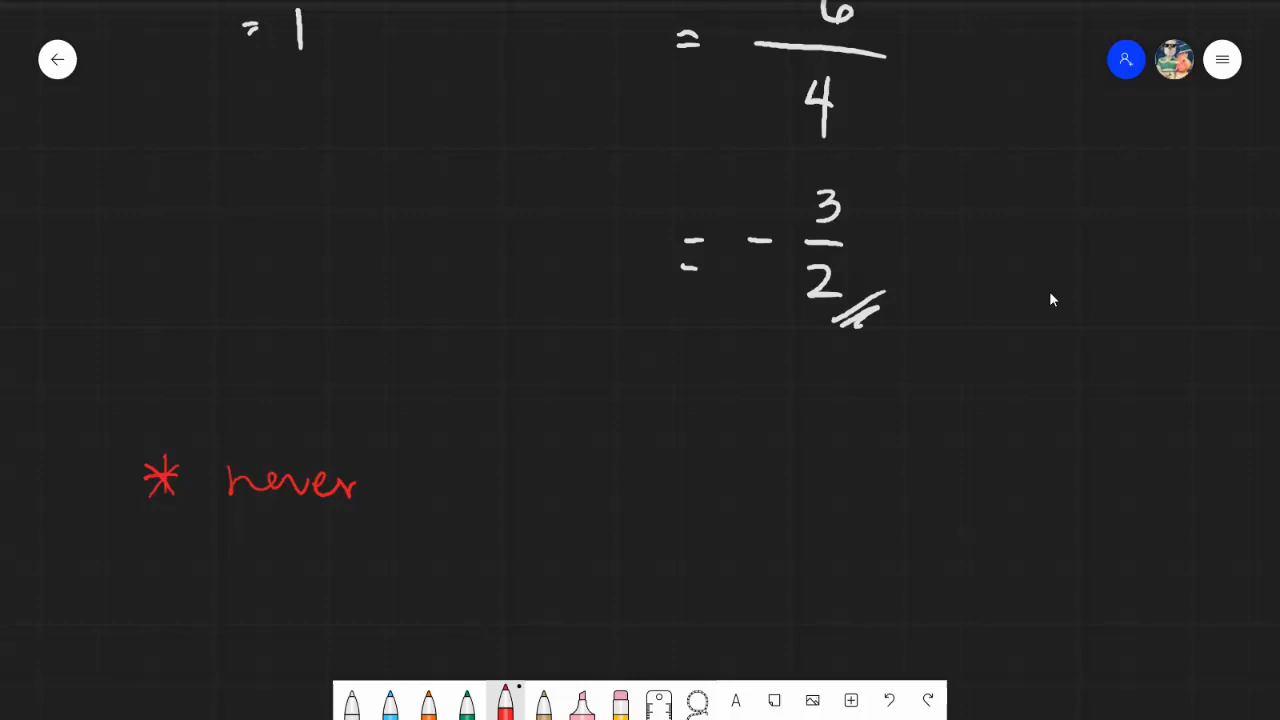 = 1
= 6/4
= - 3/2
* never
A